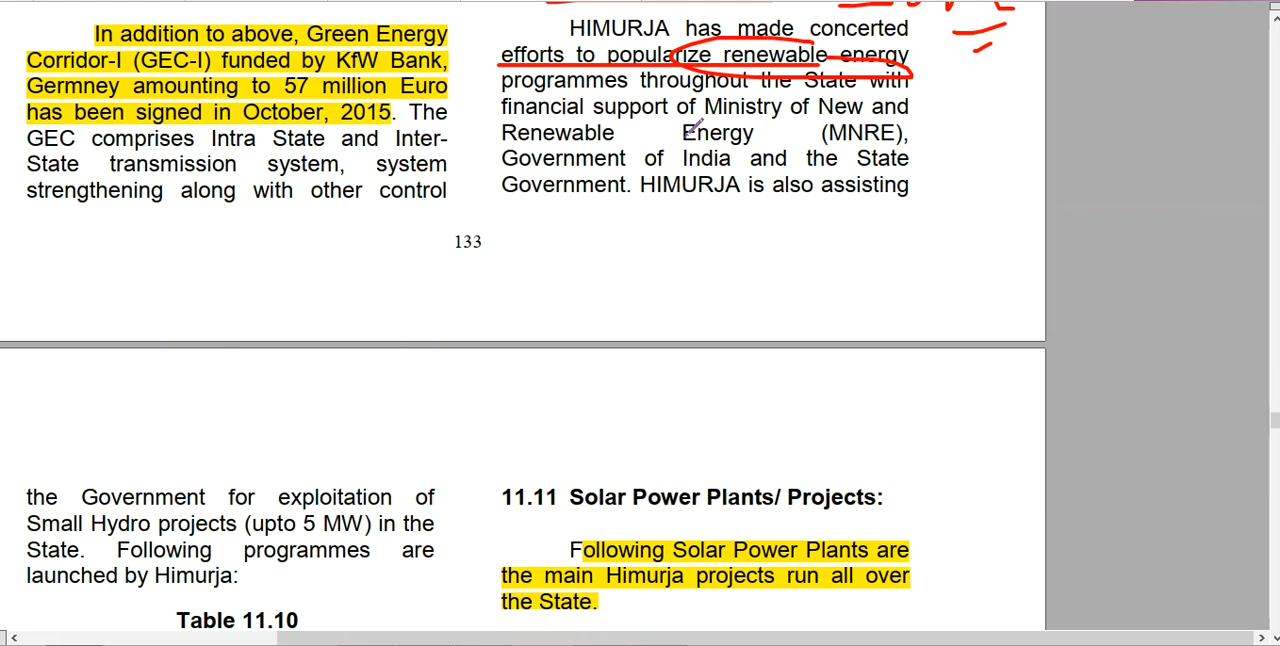 In addition to above, Green Energy
Corridor-I (GEC-I) funded by KfW Bank,
Germney amounting to 57 million Euro
has been signed in October, 2015. The
GEC comprises Intra State and Inter-
State transmission system, system
strengthening along with other control
HIMURJA has made concerted
efforts to popularize renewable energy
programmes throughout the State with
financial support of Ministry of New and
Renewable Energy (MNRE),
Government of India and the State
Government. HIMURJA is also assisting
133
the Government for exploitation of
Small Hydro projects (upto 5 MW) in the
State. Following programmes are
launched by Himurja:
Table 11.10
11.11 Solar Power Plants/ Projects:
Following Solar Power Plants are
the main Himurja projects run all over
the State.